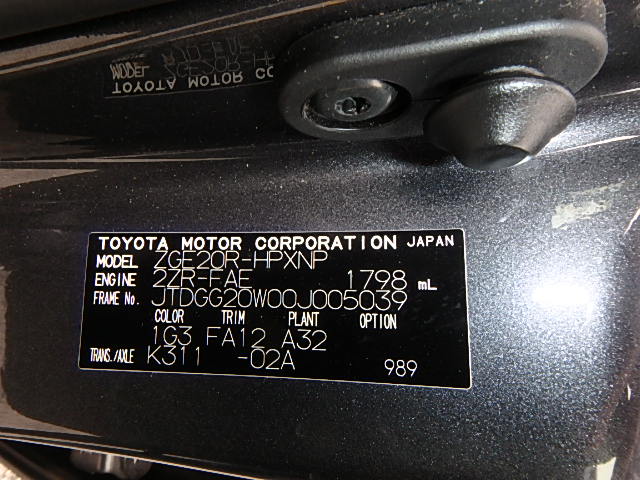 MODEL
TOYOTA MOTOR CO
TOYOTA MOTOR CORPORATION JAPAN
MODEL ZGE20R-HPXNP
ENGINE 2ZR-FAE 1798 mL
FRAME No. JTDGG20W00J005039
COLOR TRIM PLANT OPTION
1G3 FA12 A32
TRANS./AXLE K311 -02A
989